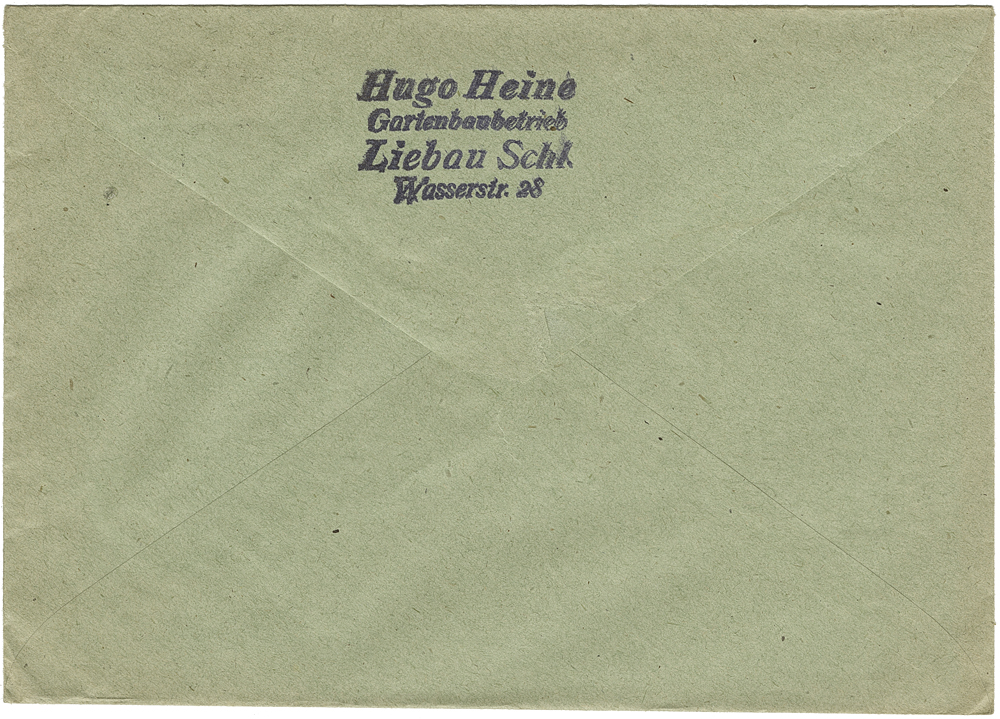 Hugo Heine
Gartenbaubetrieb
Liebau Schl
Wasserstr. 28